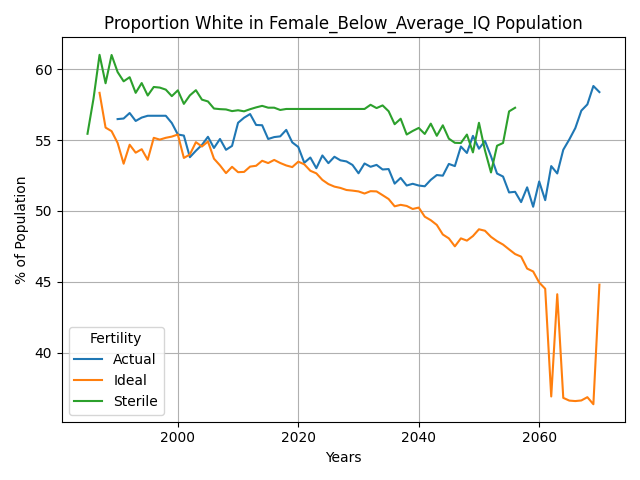 Proportion White in Female_Below_Average_IQ Population
% of Population
60
55
50
45
40
Fertility
Actual
Ideal
Sterile
2000
2020
2040
2060
Years